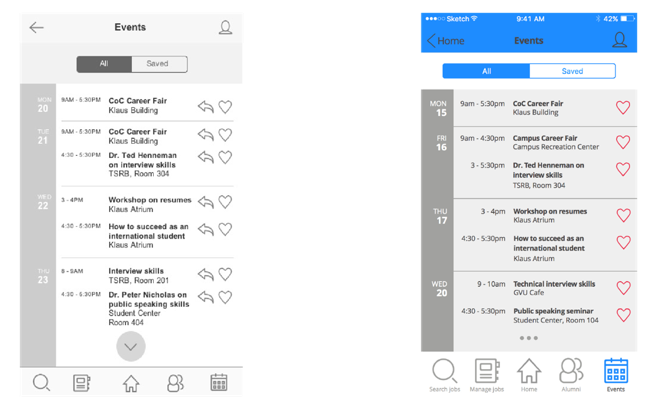 Events
All
Saved
MON
20
9AM - 5:30PM
CoC Career Fair
Klaus Building
TUE
21
9AM - 5:30PM
CoC Career Fair
Klaus Building
4:30 - 5:30PM
Dr. Ted Henneman
on interview skills
TSRB, Room 304
WED
22
3 - 4PM
Workshop on resumes
Klaus Atrium
4:30 - 5:30PM
How to succeed as an
international student
Klaus Atrium
THU
23
Interview skills
TSRB, Room 201
4:30 - 5:30PM
Dr. Peter Nicholas on
public speaking skills
Student Center
Room 404
Sketch
9:41 AM
42%
Home
Events
All
Saved
MON
15
9am - 5:30pm
CoC Career Fair
Klaus Building
FRI
16
9am - 4:30pm
Campus Career Fair
Campus Recreation Center
3 - 5:30pm
Dr. Ted Henneman on
interview skills
TSRB, Room 304
THU
17
3 - 4pm
Workshop on resumes
Klaus Atrium
4:30 - 5:30pm
How to succeed as an
international student
Klaus Atrium
WED
20
9 - 10am
Technical interview skills
GVU Cafe
4:30 - 5:30pm
Public speaking seminar
Student Center, Room 104
Search jobs
Manage jobs
Home
Alumni
Events